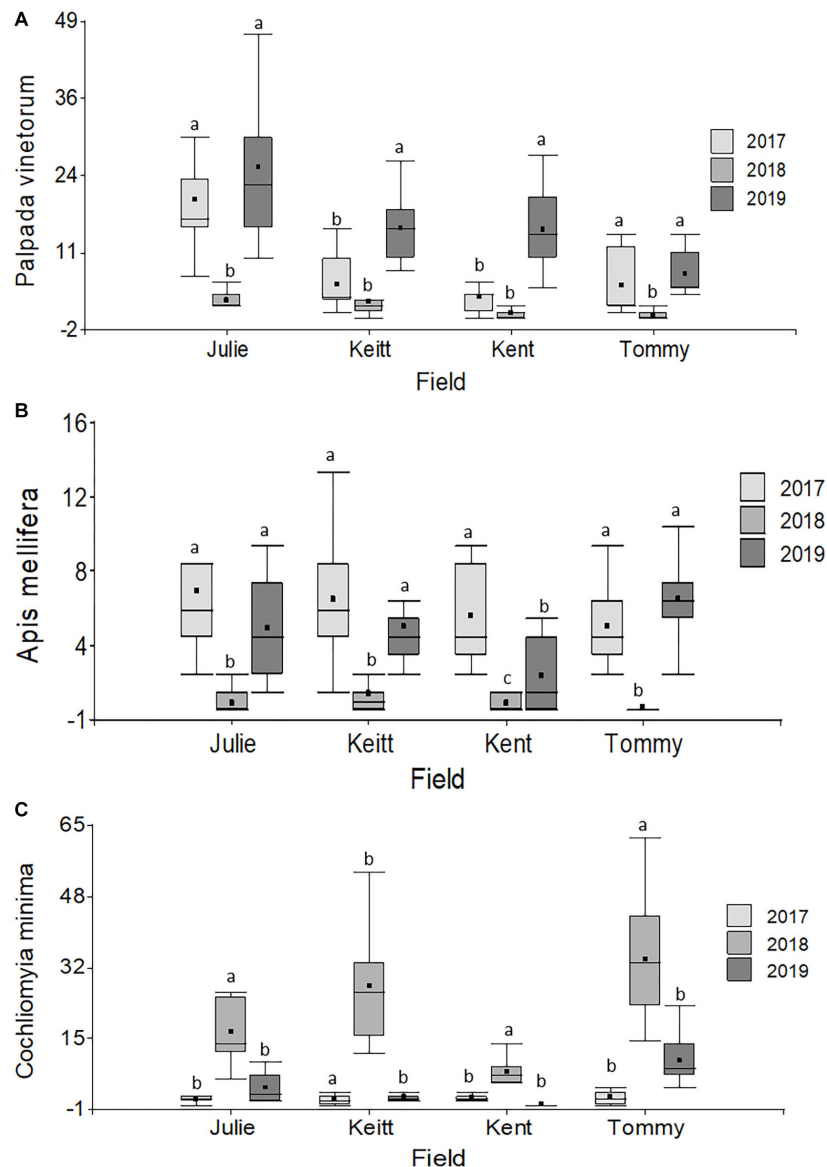 A
Palpada vinetorum
49
36
24
11
-2
a
b
a
b
b
a
b
b
a
a
b
a
2017
2018
2019
Julie Keitt Kent Tommy
Field
B
Apis mellifera
16
12
8
4
-1
a
b
a
a
b
a
a
c
b
a
b
a
2017
2018
2019
Julie Keitt Kent Tommy
Field
C
Cochliomyia minima
65
48
32
15
-1
b
a
b
a
b
b
b
a
b
b
a
b
2017
2018
2019
Julie Keitt Kent Tommy
Field